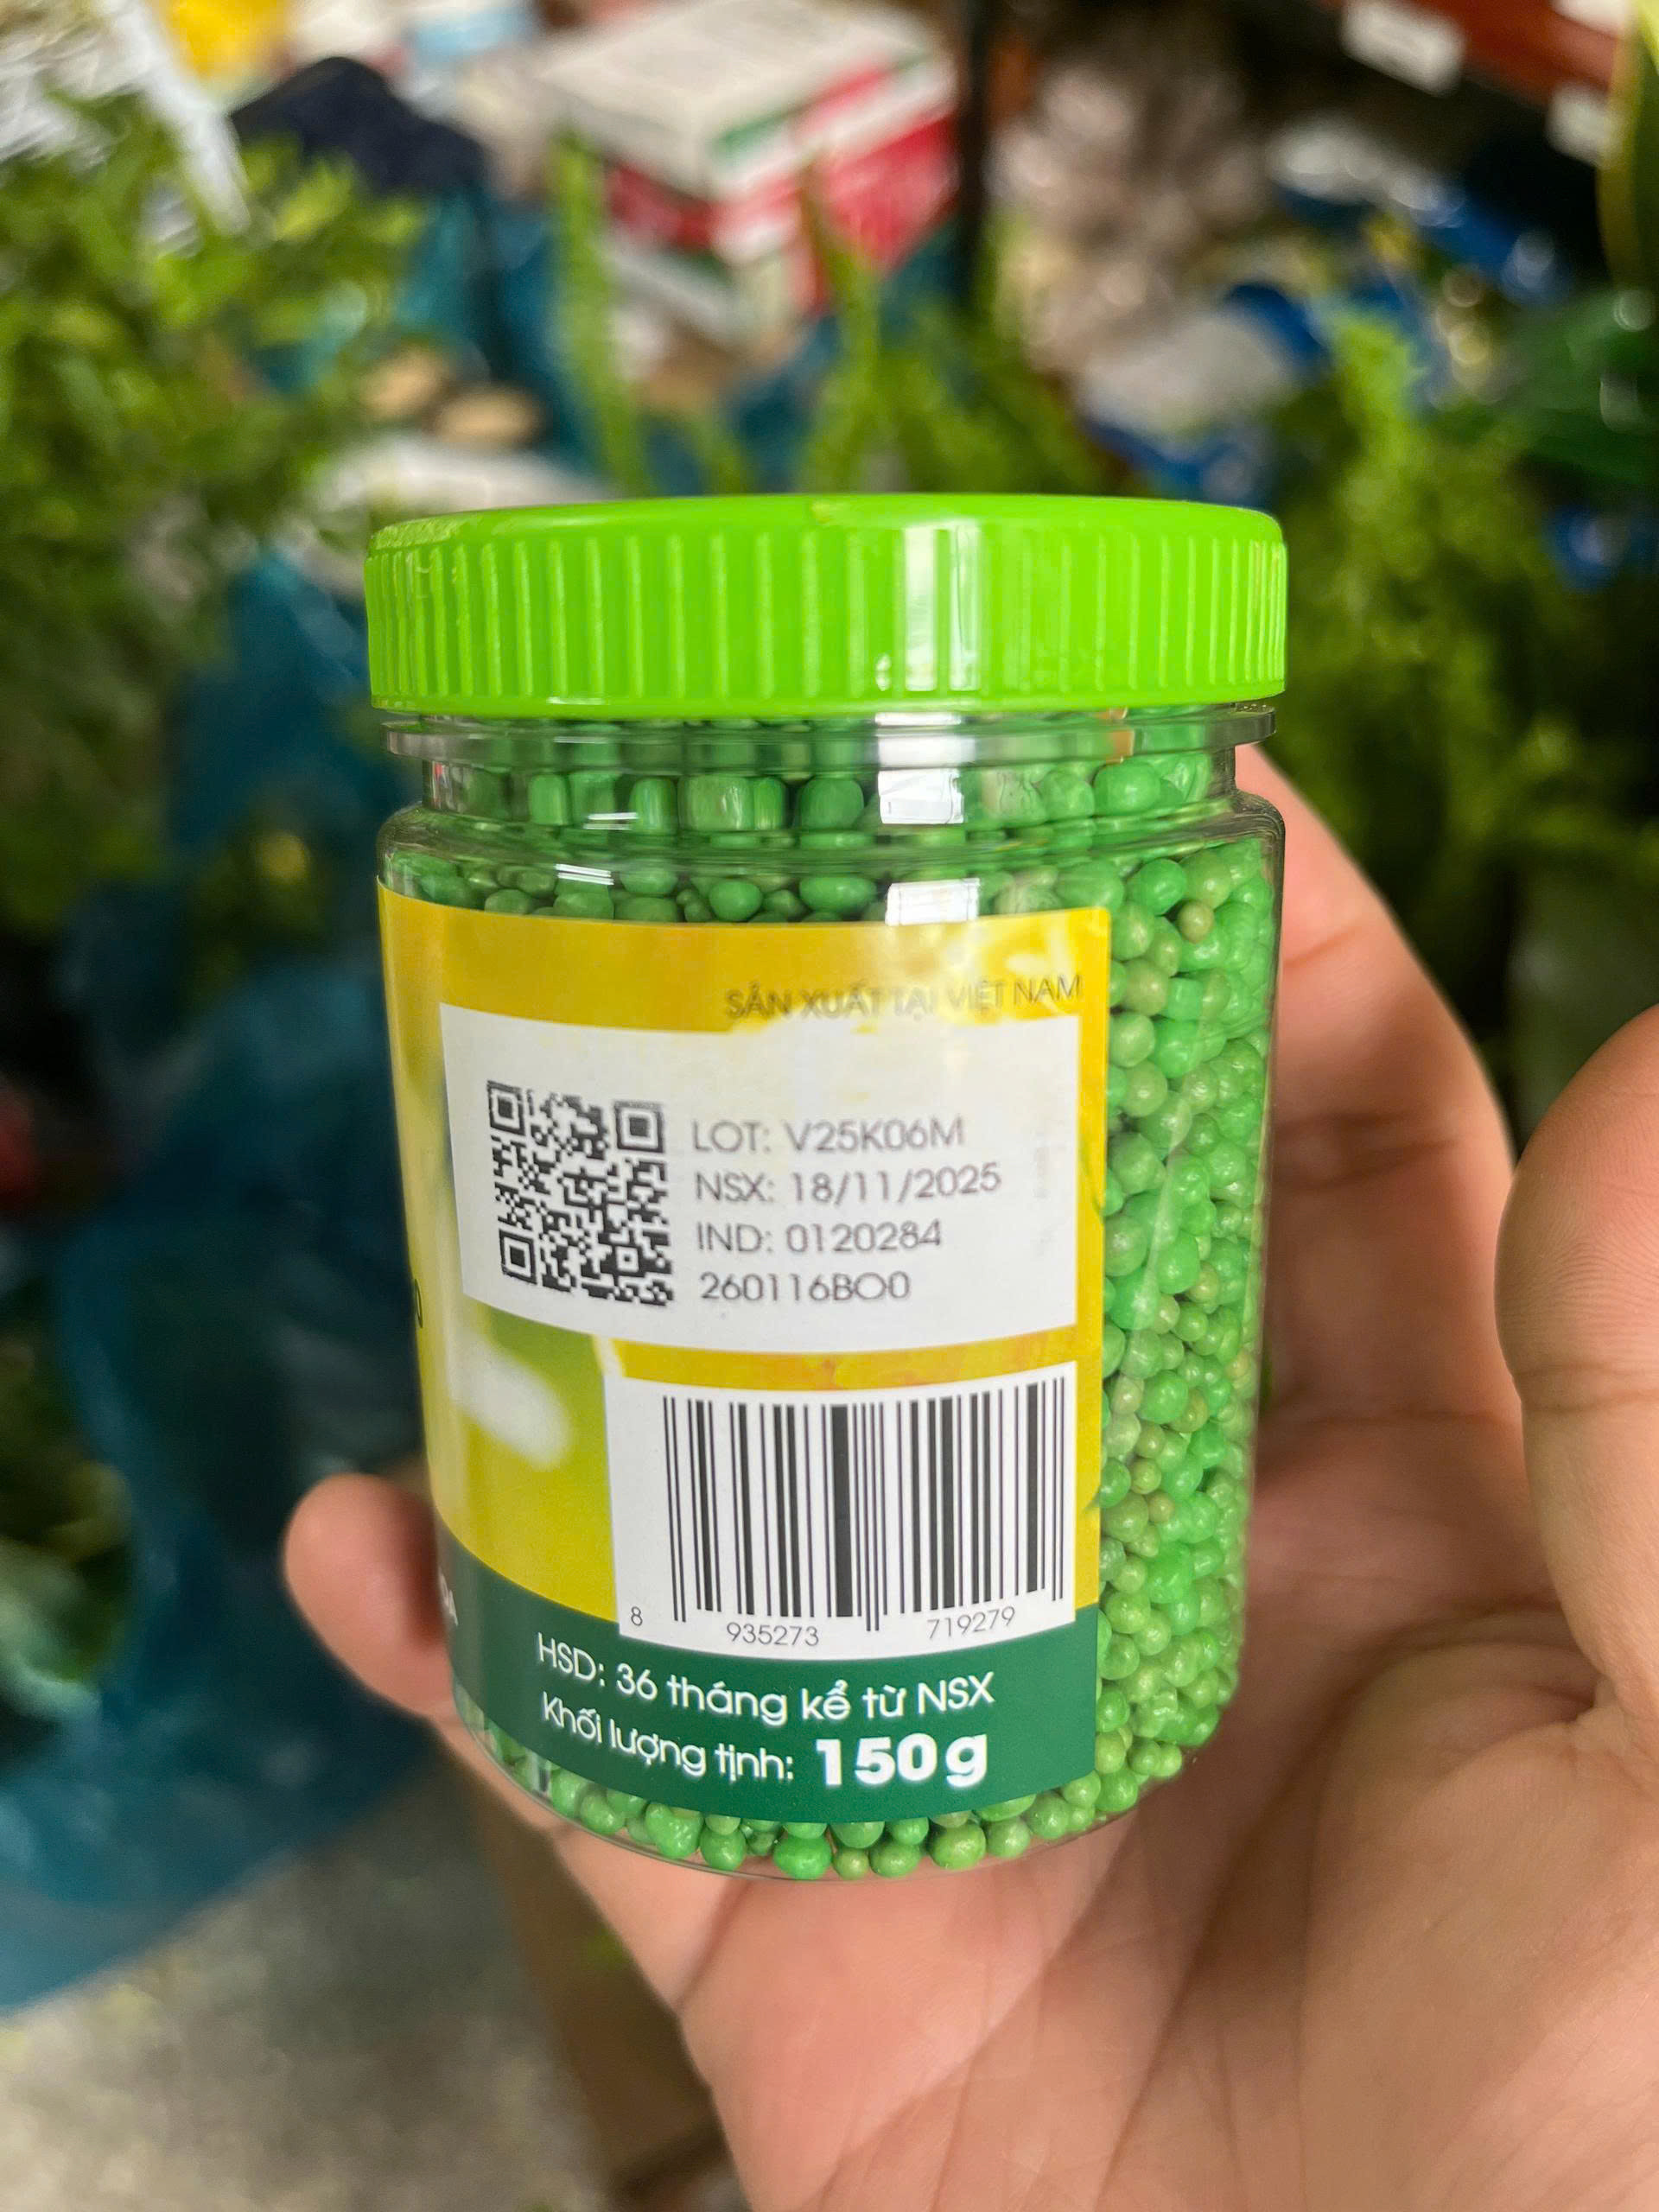 SẢN XUẤT TẠI VIỆT NAM
LOT: V25K06M
NSX: 18/11/2025
IND: 0120284
260116BO0
8 935273 719279
HSD: 36 tháng kể từ NSX
Khối lượng tịnh: 150g